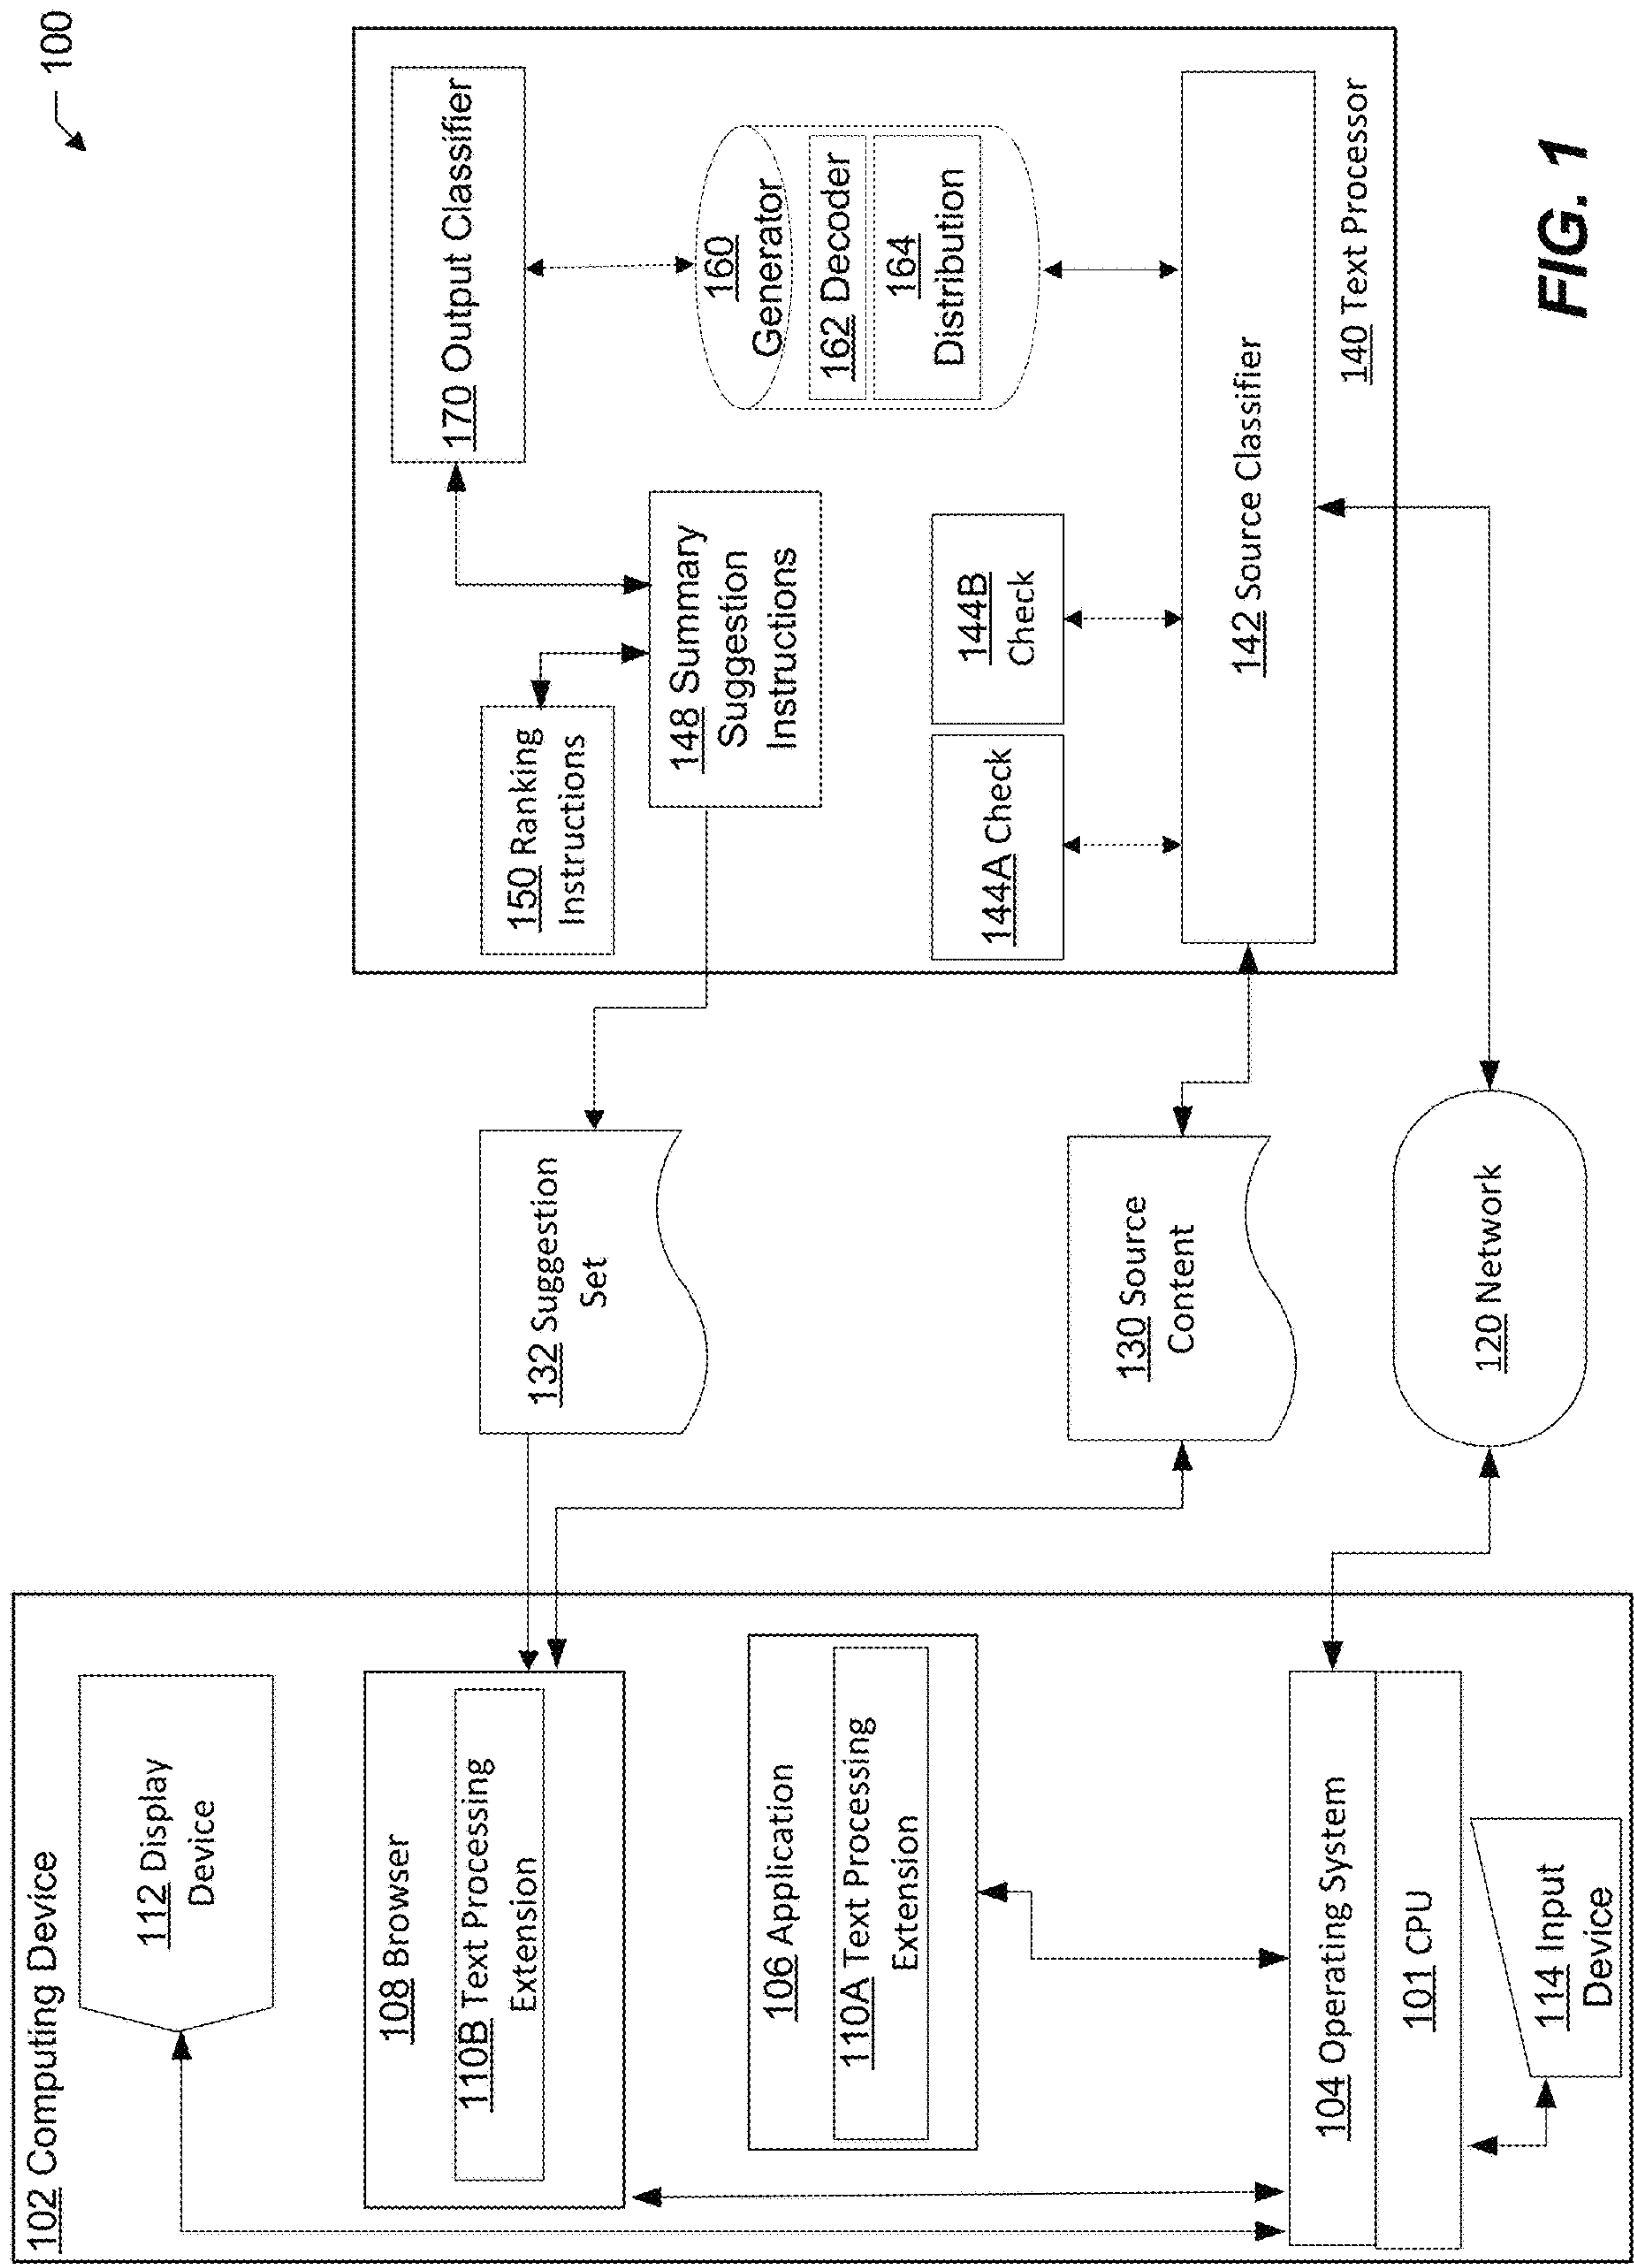 100
102 Computing Device
112 Display
Device
108 Browser
110B Text Processing
Extension
106 Application
110A Text Processing
Extension
104 Operating System
101 CPU
114 Input
Device
132 Suggestion
Set
130 Source
Content
120 Network
170 Output Classifier
150 Ranking
Instructions
148 Summary
Suggestion
Instructions
160
Generator
162 Decoder
164
Distribution
144A Check
144B
Check
142 Source Classifier
140 Text Processor
FIG. 1